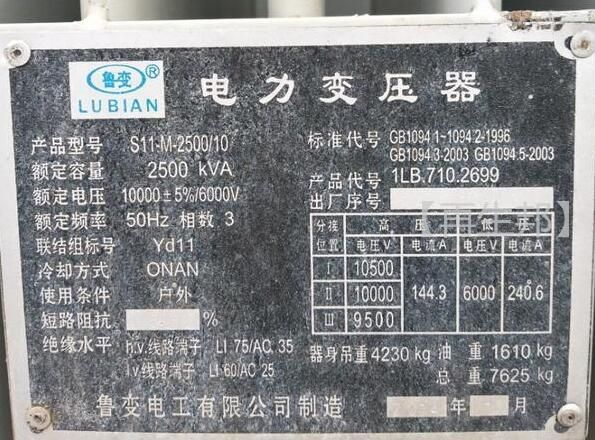 鲁变®
LUBIAN
电力变压器
产品型号 S11-M-2500/10
额定容量 2500 kVA
额定电压 10000±5%/6000V
额定频率 50Hz 相数 3
联结组标号 Yd11
冷却方式 ONAN
使用条件 户外
短路阻抗 %
绝缘水平 h.v.线路端子 LI 75/AC 35
l.v.线路端子 LI 60/AC 25
标准代号 GB1094.1~1094.2-1996
GB1094.3-2003 GB1094.5-2003
产品代号 1LB.710.2699
出厂序号
分接位置 高压 低压
电压V 电流A 电压V 电流A
I 10500
II 10000 144.3 6000 240.6
III 9500
器身吊重 4230 kg 油重 1610 kg
总重 7625 kg
鲁变电工有限公司制造 年 月